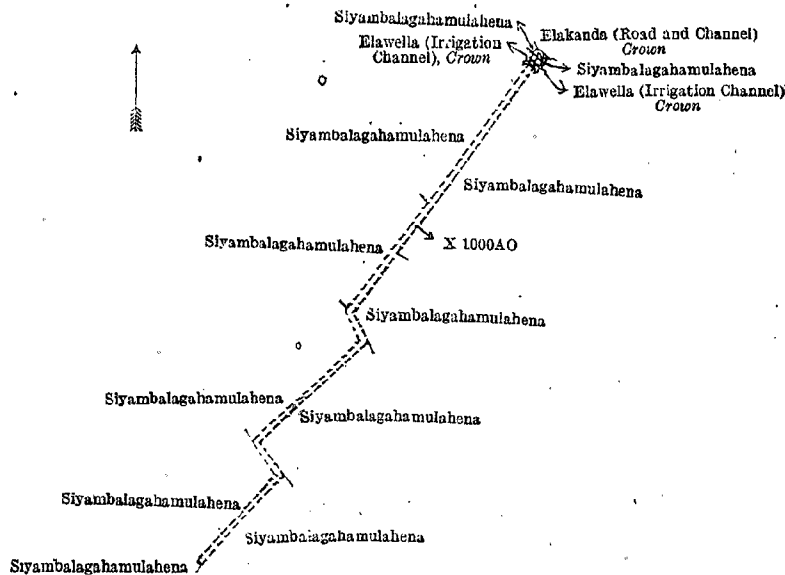 Siyambalagahamulahena
Elakanda (Road and Channel)
Crown
Elawella (Irrigation
Channel), Crown
Siyambalagahamulahena
Elawella (Irrigation Channel)
Crown
Siyambalagahamulahena
Siyambalagahamulahena
Siyambalagahamulahena
X 1000AO
Siyambalagahamulahena
Siyambalagahamulahena
Siyambalagahamulahena
Siyambalagahamulahena
Siyambalagahamulahena
Siyambalagahamulahena